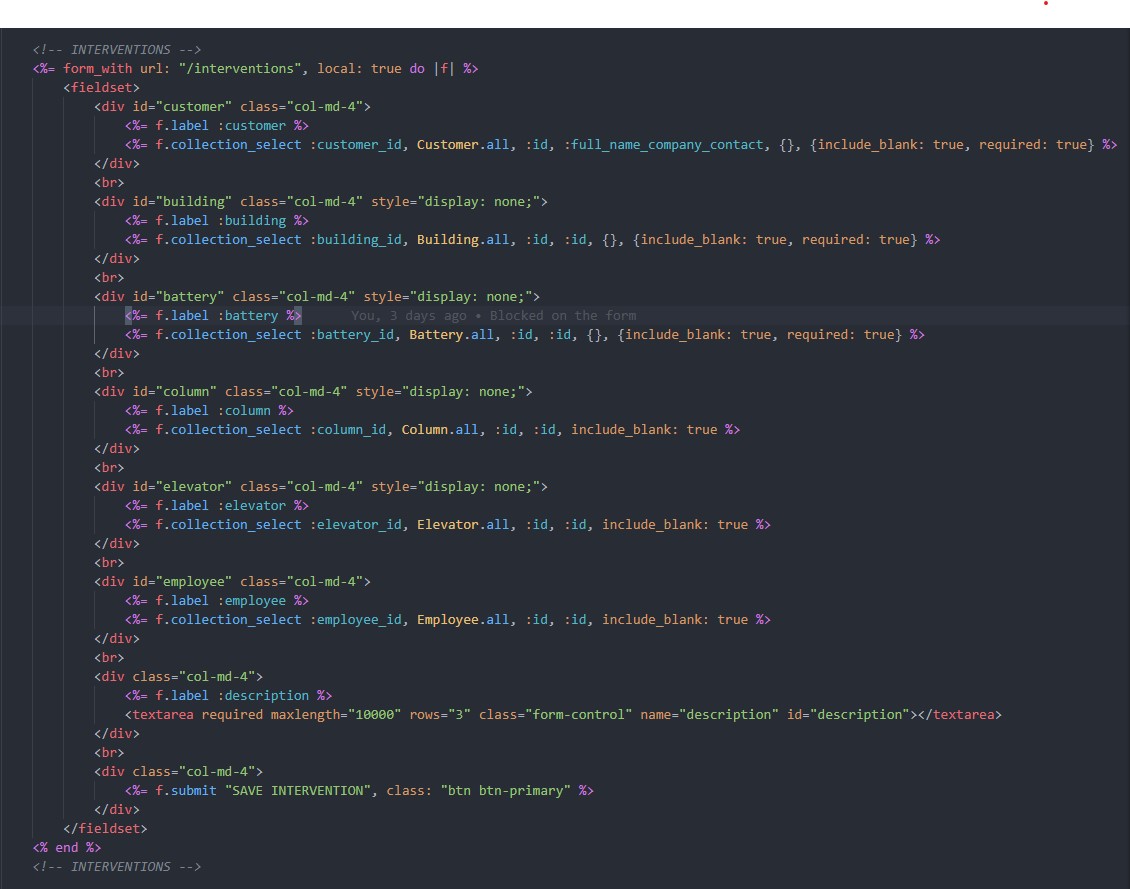 <!-- INTERVENTIONS -->
<%= form_with url: "/interventions", local: true do |f| %>
    <fieldset>
        <div id="customer" class="col-md-4">
            <%= f.label :customer %>
            <%= f.collection_select :customer_id, Customer.all, :id, :full_name_company_contact, {}, {include_blank: true, required: true} %>
        </div>
        <br>
        <div id="building" class="col-md-4" style="display: none;">
            <%= f.label :building %>
            <%= f.collection_select :building_id, Building.all, :id, :id, {}, {include_blank: true, required: true} %>
        </div>
        <br>
        <div id="battery" class="col-md-4" style="display: none;">
            <%= f.label :battery %>      You, 3 days ago • Blocked on the form
            <%= f.collection_select :battery_id, Battery.all, :id, :id, {}, {include_blank: true, required: true} %>
        </div>
        <br>
        <div id="column" class="col-md-4" style="display: none;">
            <%= f.label :column %>
            <%= f.collection_select :column_id, Column.all, :id, :id, include_blank: true %>
        </div>
        <br>
        <div id="elevator" class="col-md-4" style="display: none;">
            <%= f.label :elevator %>
            <%= f.collection_select :elevator_id, Elevator.all, :id, :id, include_blank: true %>
        </div>
        <br>
        <div id="employee" class="col-md-4">
            <%= f.label :employee %>
            <%= f.collection_select :employee_id, Employee.all, :id, :id, include_blank: true %>
        </div>
        <br>
        <div class="col-md-4">
            <%= f.label :description %>
            <textarea required maxlength="10000" rows="3" class="form-control" name="description" id="description"></textarea>
        </div>
        <br>
        <div class="col-md-4">
            <%= f.submit "SAVE INTERVENTION", class: "btn btn-primary" %>
        </div>
    </fieldset>
<% end %>
<!-- INTERVENTIONS -->